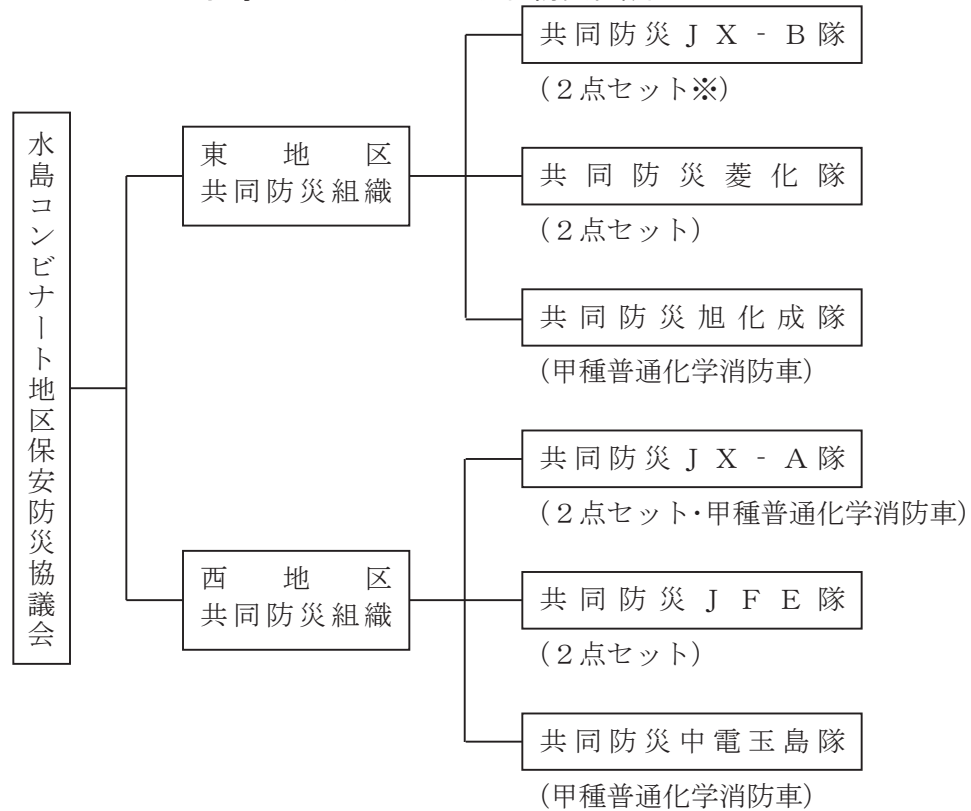 水島コンビナート地区保安防災協議会
東地区
共同防災組織
共同防災ＪＸ‐Ｂ隊
（２点セット※）
共同防災菱化隊
（２点セット）
共同防災旭化成隊
（甲種普通化学消防車）
西地区
共同防災組織
共同防災ＪＸ‐Ａ隊
（２点セット・甲種普通化学消防車）
共同防災ＪＦＥ隊
（２点セット）
共同防災中電玉島隊
（甲種普通化学消防車）